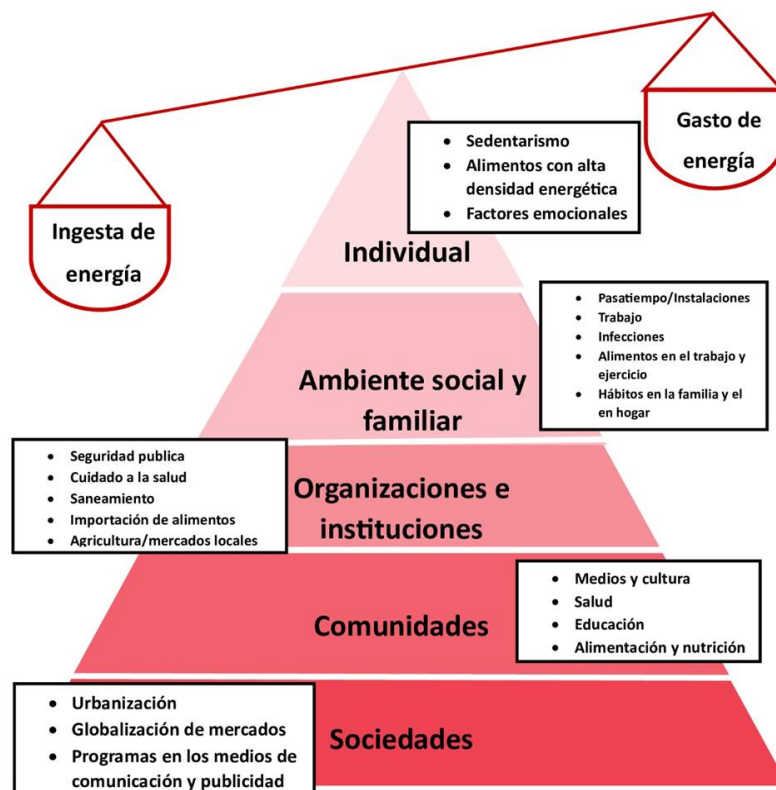 Gasto de
energía
Ingesta de
energía
• Sedentarismo
• Alimentos con alta
densidad energética
• Factores emocionales
Individual
• Pasatiempo/Instalaciones
• Trabajo
• Infecciones
• Alimentos en el trabajo y
ejercicio
• Hábitos en la familia y el
en hogar
Ambiente social y
familiar
• Seguridad publica
• Cuidado a la salud
• Saneamiento
• Importación de alimentos
• Agricultura/mercados locales
Organizaciones e
instituciones
• Medios y cultura
• Salud
• Educación
• Alimentación y nutrición
Comunidades
• Urbanización
• Globalización de mercados
• Programas en los medios de
comunicación y publicidad
Sociedades